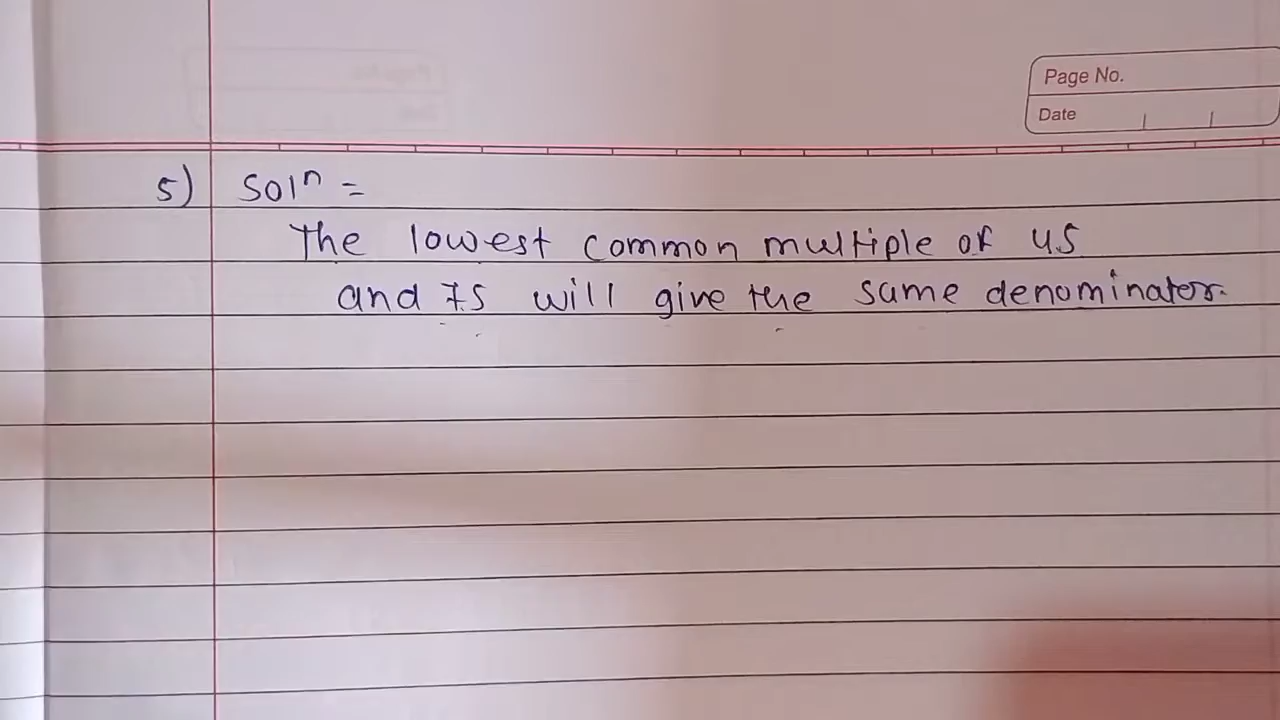 Page No.
Date
5) Solⁿ =
The lowest common multiple of 45
and 75 will give the same denominator.